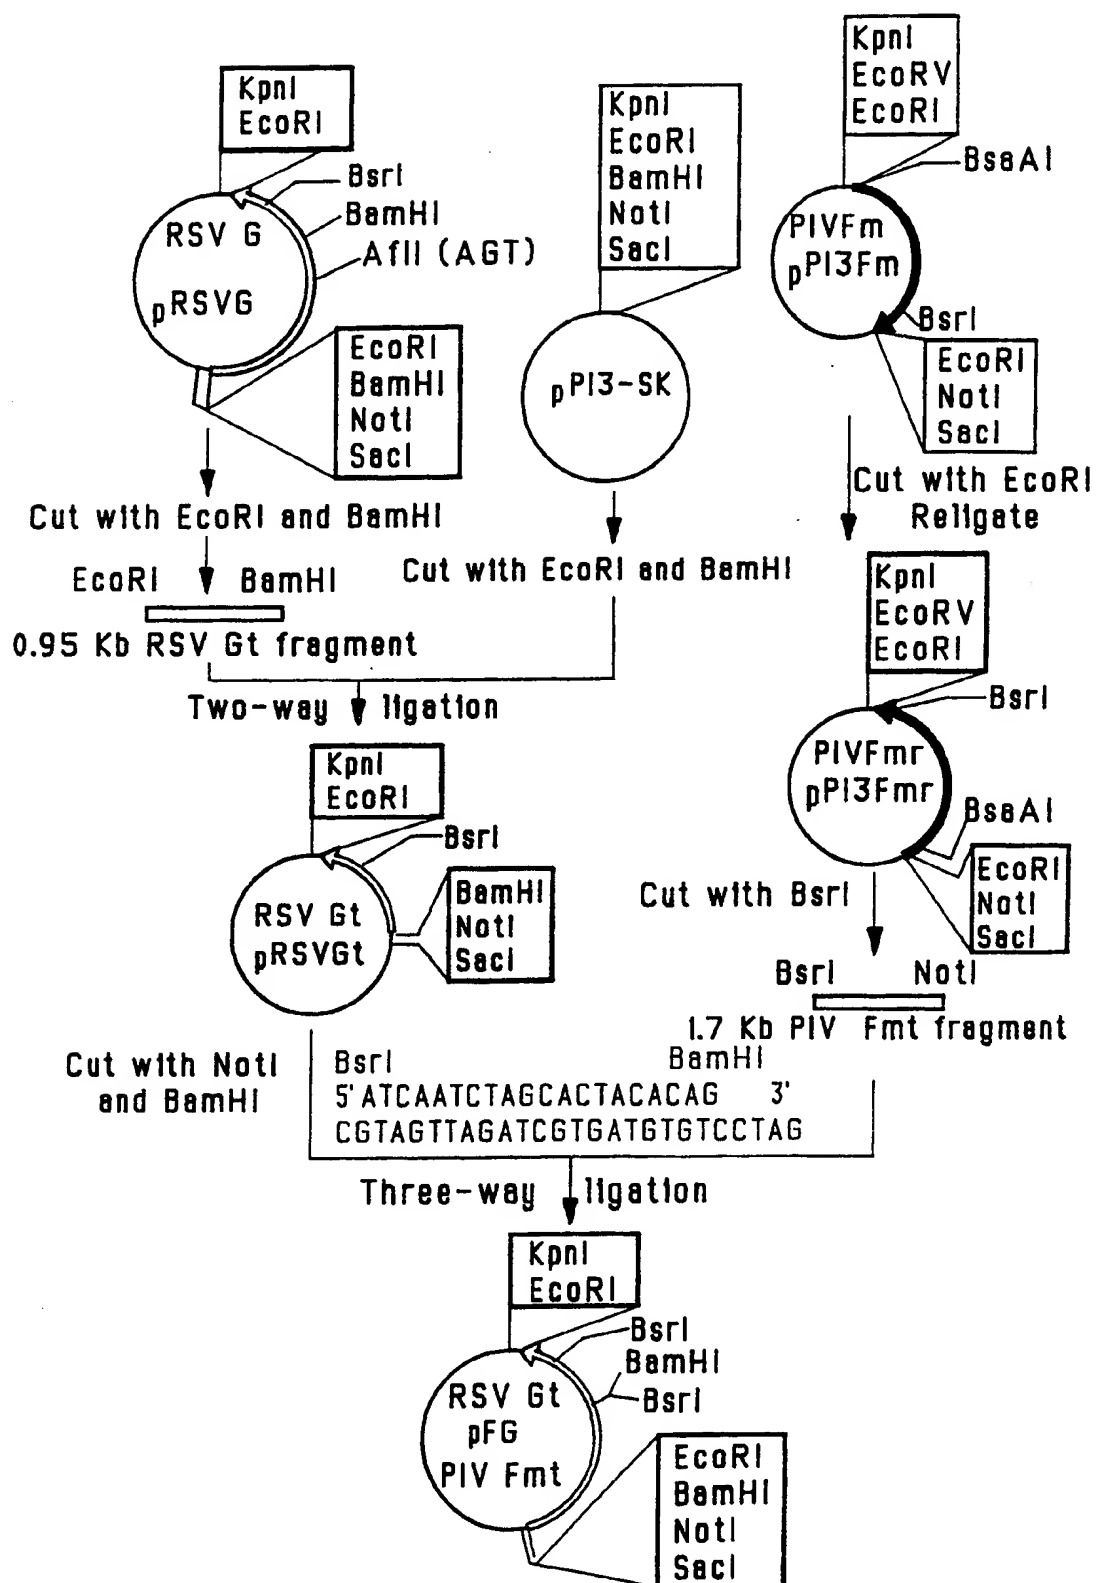 KpnI
EcoRI
BsrI
BamHI
AflI (AGT)
RSV G
pRSVG
EcoRI
BamHI
NotI
SacI
Cut with EcoRI and BamHI
EcoRI BamHI
0.95 Kb RSV Gt fragment
KpnI
EcoRI
BamHI
NotI
SacI
pPI3-SK
Cut with EcoRI and BamHI
KpnI
EcoRV
EcoRI
BsaAI
PIVFm
pPI3Fm
BsrI
EcoRI
NotI
SacI
Cut with EcoRI
Religate
KpnI
EcoRV
EcoRI
BsrI
PIVFmr
pPI3Fmr
BsaAI
EcoRI
NotI
SacI
Cut with BsrI
BsrI NotI
1.7 Kb PIV Fmt fragment
Two-way ligation
KpnI
EcoRI
BsrI
RSV Gt
pRSVGt
BamHI
NotI
SacI
Cut with NotI
and BamHI
BsrI BamHI
5'ATCAATCTAGCACTACACAG 3'
CGTAGTTAGATCGTGATGTGTCCTAG
Three-way ligation
KpnI
EcoRI
BsrI
BamHI
BsrI
RSV Gt
pFG
PIV Fmt
EcoRI
BamHI
NotI
SacI